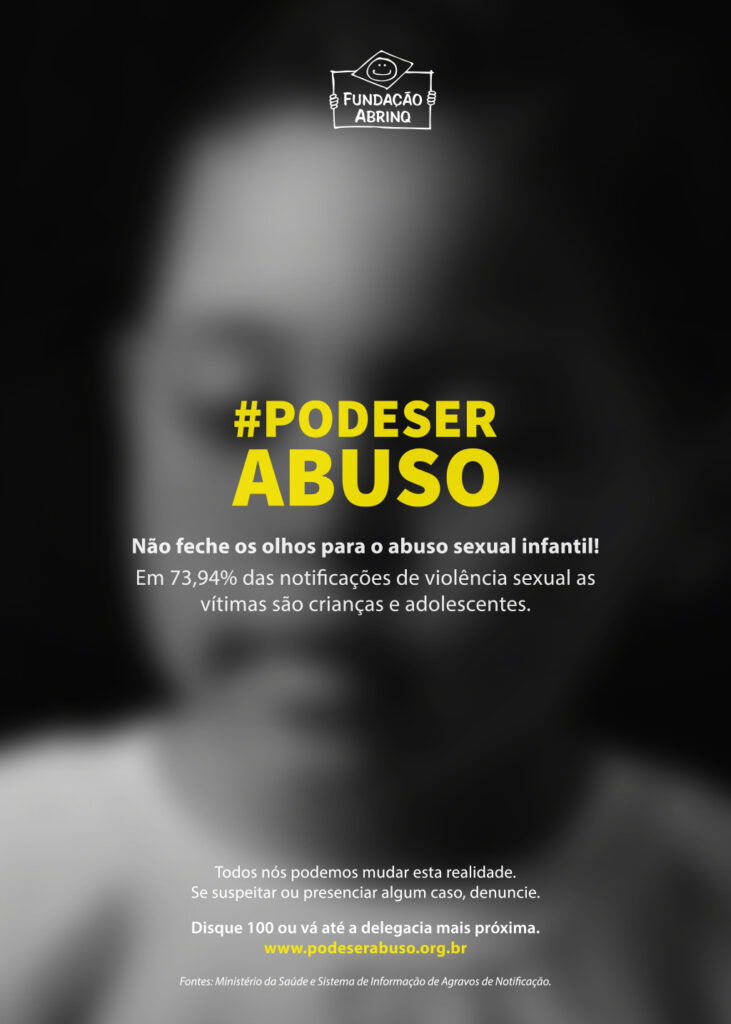 FUNDAÇÃO
ABRINQ
#PODESER
ABUSO
Não feche os olhos para o abuso sexual infantil!
Em 73,94% das notificações de violência sexual as
vítimas são crianças e adolescentes.
Todos nós podemos mudar esta realidade.
Se suspeitar ou presenciar algum caso, denuncie.
Disque 100 ou vá até a delegacia mais próxima.
www.podeserabuso.org.br
Fontes: Ministério da Saúde e Sistema de Informação de Agravos de Notificação.